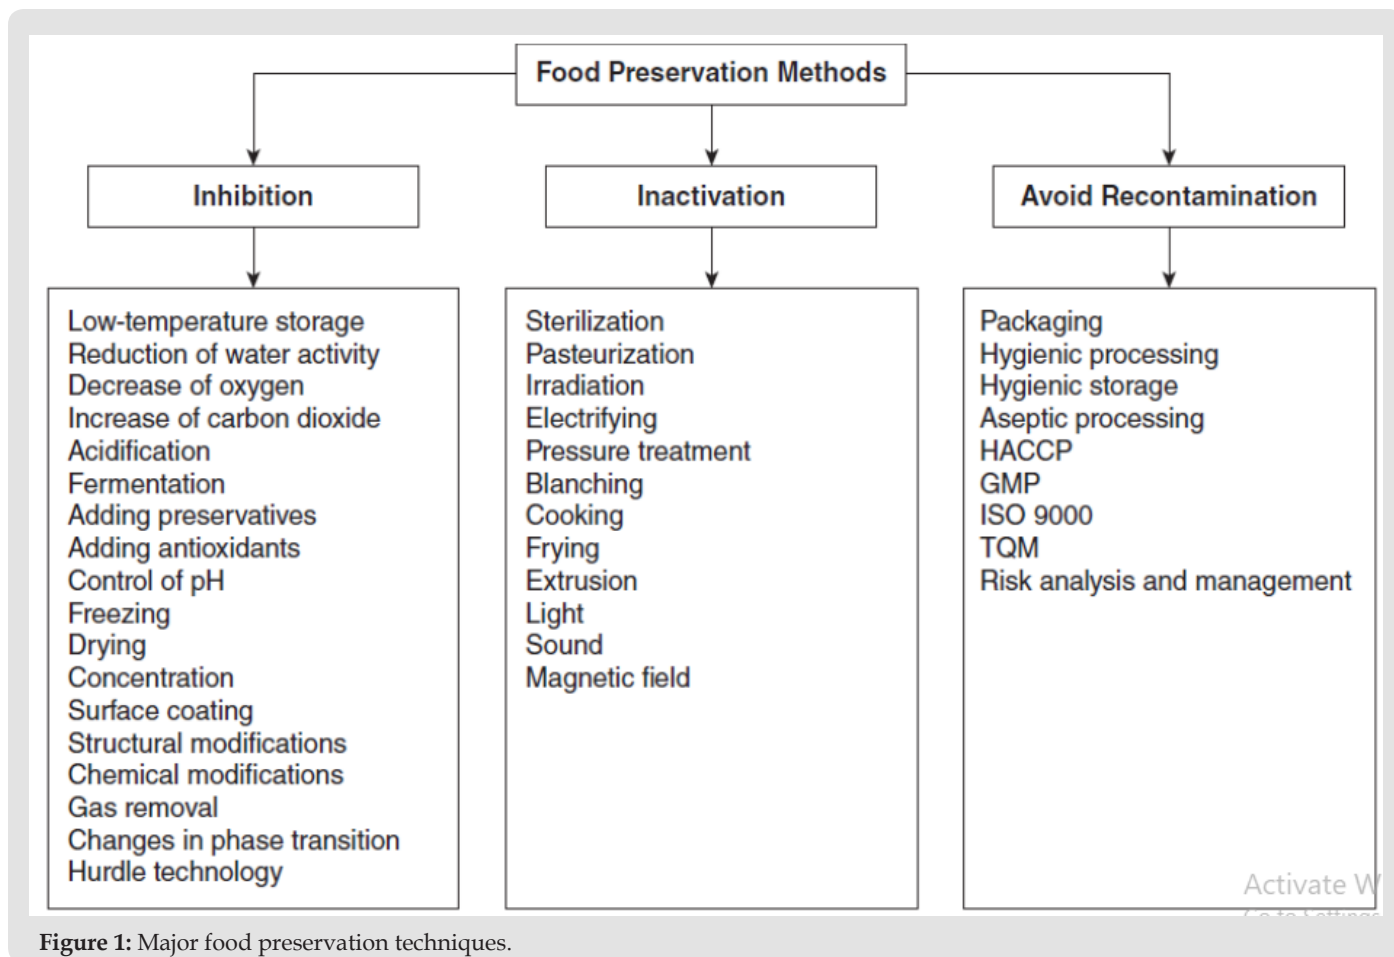 Food Preservation Methods
Inhibition
Inactivation
Avoid Recontamination
Low-temperature storage
Reduction of water activity
Decrease of oxygen
Increase of carbon dioxide
Acidification
Fermentation
Adding preservatives
Adding antioxidants
Control of pH
Freezing
Drying
Concentration
Surface coating
Structural modifications
Chemical modifications
Gas removal
Changes in phase transition
Hurdle technology
Sterilization
Pasteurization
Irradiation
Electrifying
Pressure treatment
Blanching
Cooking
Frying
Extrusion
Light
Sound
Magnetic field
Packaging
Hygienic processing
Hygienic storage
Aseptic processing
HACCP
GMP
ISO 9000
TQM
Risk analysis and management
Activate W
Figure 1: Major food preservation techniques.